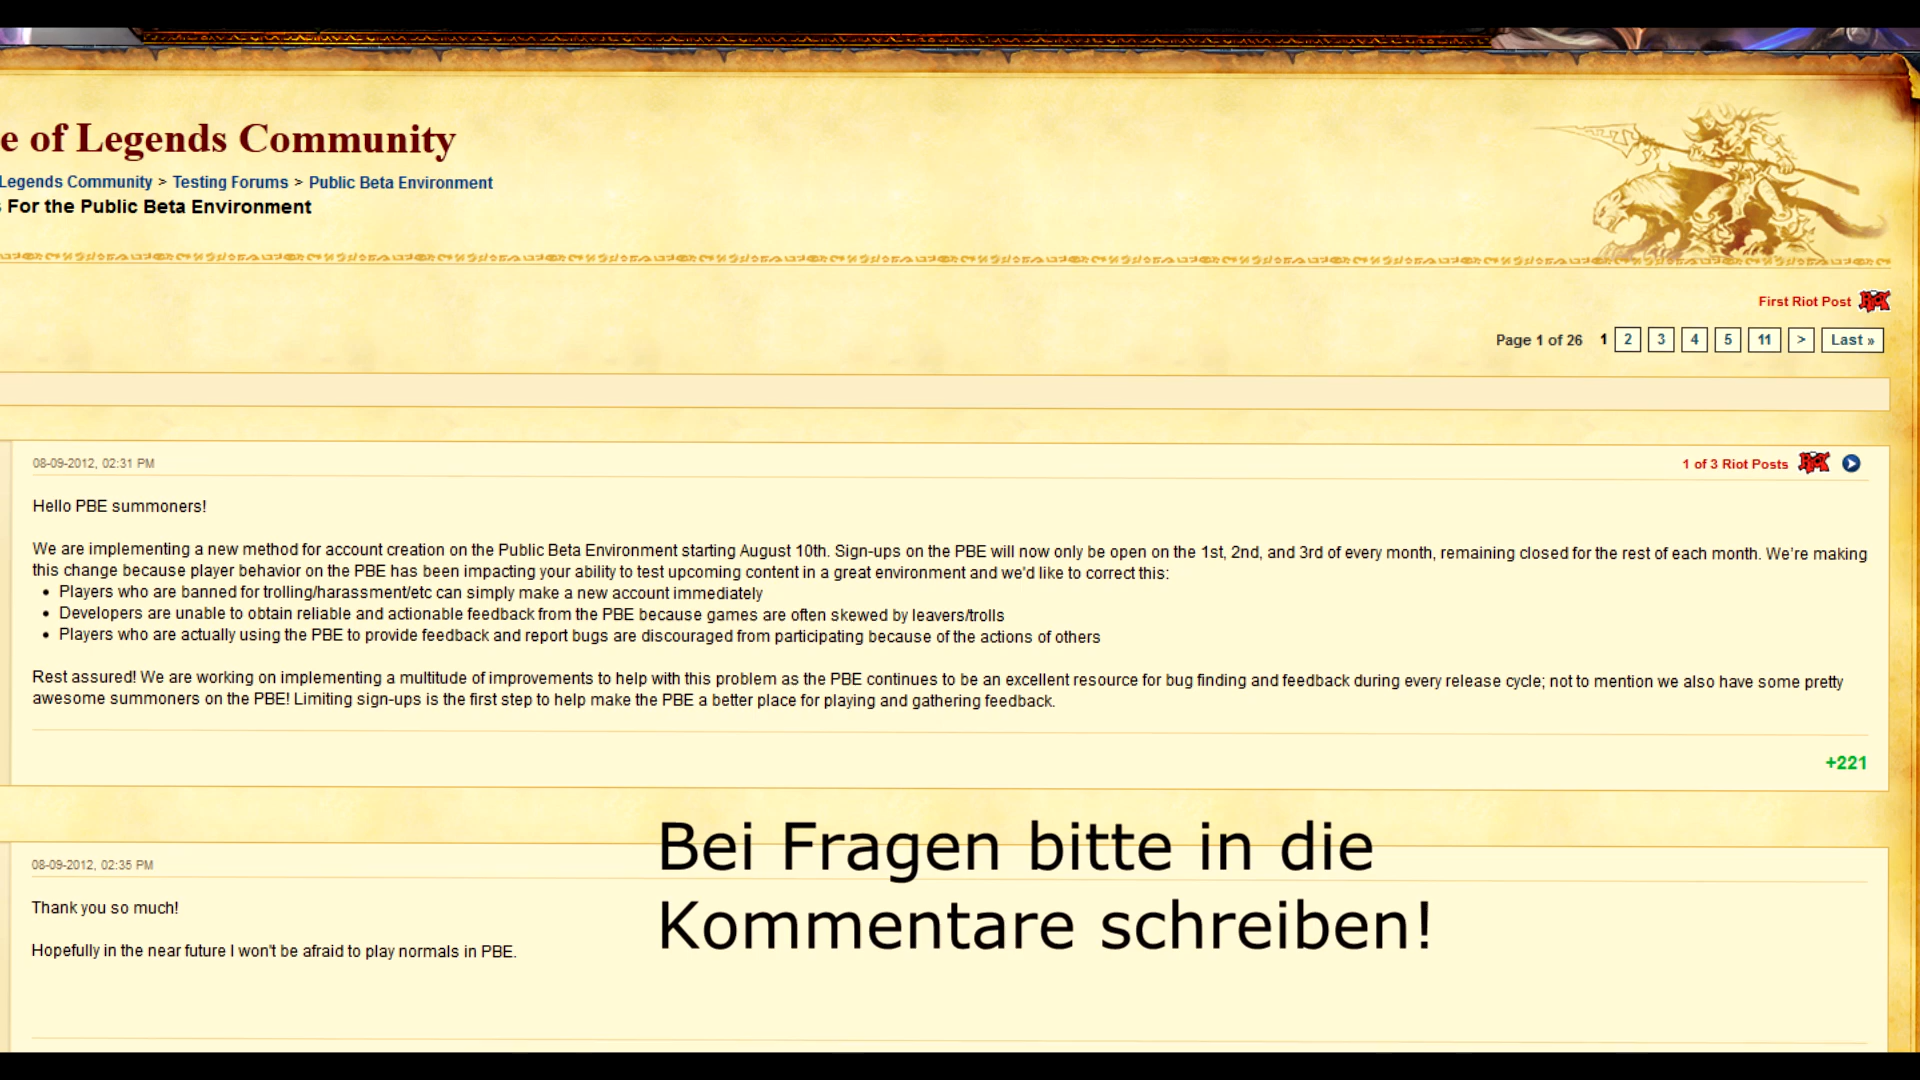 e of Legends Community
Legends Community > Testing Forums > Public Beta Environment
For the Public Beta Environment
First Riot Post RIOT
Page 1 of 26 1 2 3 4 5 11 > Last »
08-09-2012, 02:31 PM
1 of 3 Riot Posts RIOT
Hello PBE summoners!
We are implementing a new method for account creation on the Public Beta Environment starting August 10th. Sign-ups on the PBE will now only be open on the 1st, 2nd, and 3rd of every month, remaining closed for the rest of each month. We're making
this change because player behavior on the PBE has been impacting your ability to test upcoming content in a great environment and we'd like to correct this:
• Players who are banned for trolling/harassment/etc can simply make a new account immediately
• Developers are unable to obtain reliable and actionable feedback from the PBE because games are often skewed by leavers/trolls
• Players who are actually using the PBE to provide feedback and report bugs are discouraged from participating because of the actions of others
Rest assured! We are working on implementing a multitude of improvements to help with this problem as the PBE continues to be an excellent resource for bug finding and feedback during every release cycle; not to mention we also have some pretty
awesome summoners on the PBE! Limiting sign-ups is the first step to help make the PBE a better place for playing and gathering feedback.
+221
Bei Fragen bitte in die
Kommentare schreiben!
08-09-2012, 02:35 PM
Thank you so much!
Hopefully in the near future I won't be afraid to play normals in PBE.